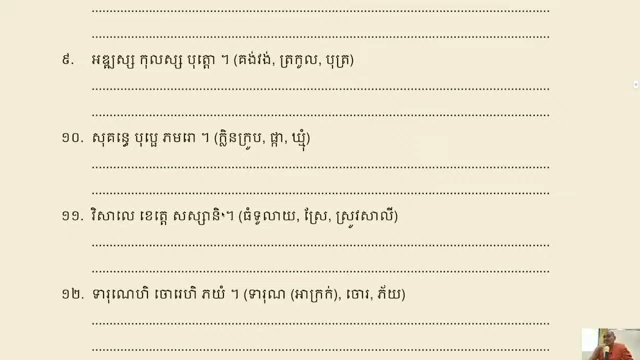 ៩. អឌ្ឍស្ស កុលស្ស បុត្តោ ។ (គង់វង់, ត្រកូល, បុត្រ)
១០. សុគន្ធេ បុប្ផេ ភមរោ ។ (ក្លិនក្រូប, ផ្កា, ឃ្មុំ)
១១. វិសាលេ ខេត្តេ សស្សានិ ។ (ធំទូលាយ, ស្រែ, ស្រូវសាលី)
១២. ទារុណេហិ ចោរេហិ ភយំ ។ (ទារុណ (អាក្រក់), ចោរ, ភ័យ)